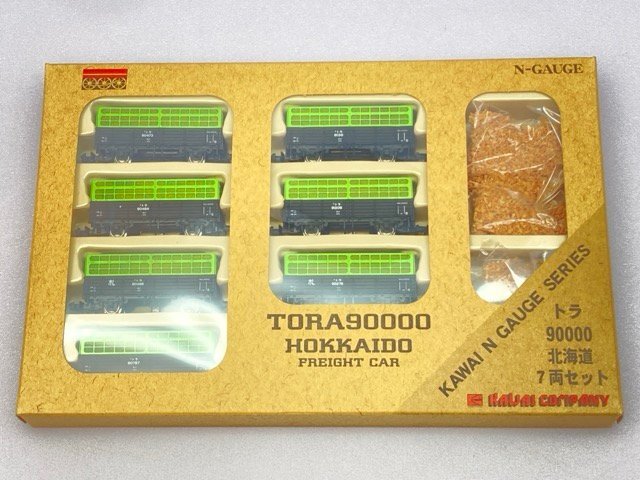 N-GAUGE
TORA90000
HOKKAIDO
FREIGHT CAR
KAWAI N GAUGE SERIES
トラ
90000
北海道
7両セット
KAWAI COMPANY